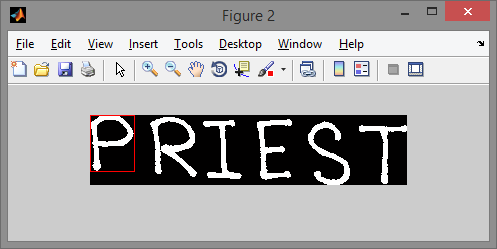 Figure 2
File Edit View Insert Tools Desktop Window Help
PRIEST